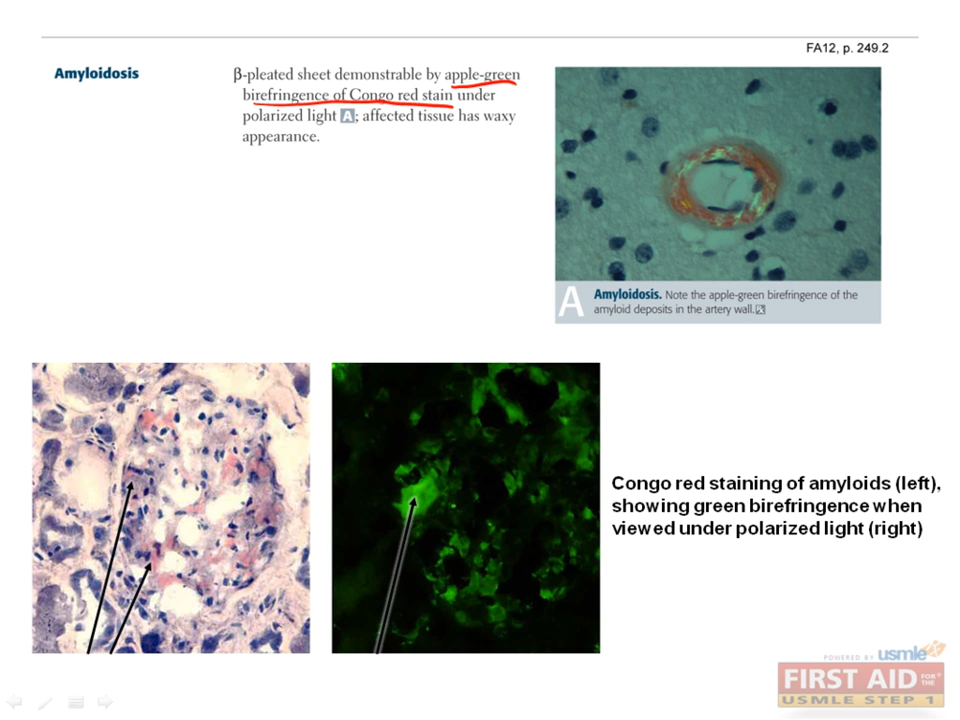 FA12, p. 249.2
Amyloidosis
β-pleated sheet demonstrable by apple-green
birefringence of Congo red stain under
polarized light A; affected tissue has waxy
appearance.
A
Amyloidosis. Note the apple-green birefringence of the
amyloid deposits in the artery wall.
Congo red staining of amyloids (left),
showing green birefringence when
viewed under polarized light (right)
POWERED BY usmle
FIRST AID FOR THE®
USMLE STEP 1